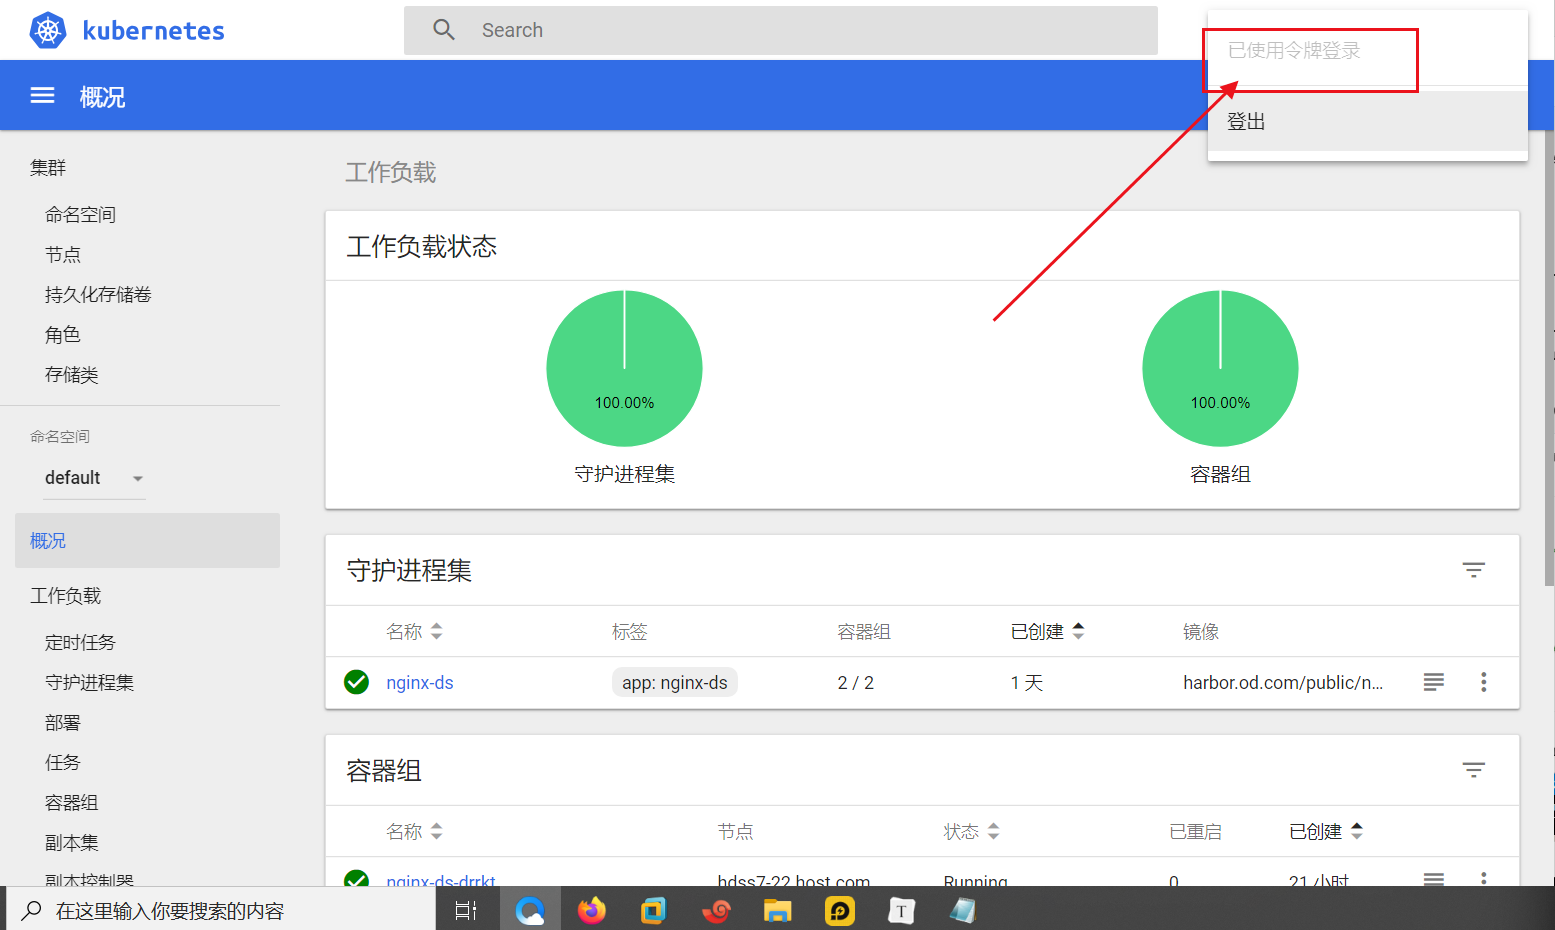 kubernetes
Search
已使用令牌登录
登出
概况
集群
命名空间
节点
持久化存储卷
角色
存储类
命名空间
default
概况
工作负载
定时任务
守护进程集
部署
任务
容器组
副本集
副本控制器
工作负载
工作负载状态
100.00%
守护进程集
100.00%
容器组
守护进程集
名称 标签 容器组 已创建 镜像
nginx-ds app: nginx-ds 2 / 2 1 天 harbor.od.com/public/n...
容器组
名称 节点 状态 已重启 已创建
nginx-ds-drrkt hdss7-22.host.com Running 0 21 小时
在这里输入你要搜索的内容
T